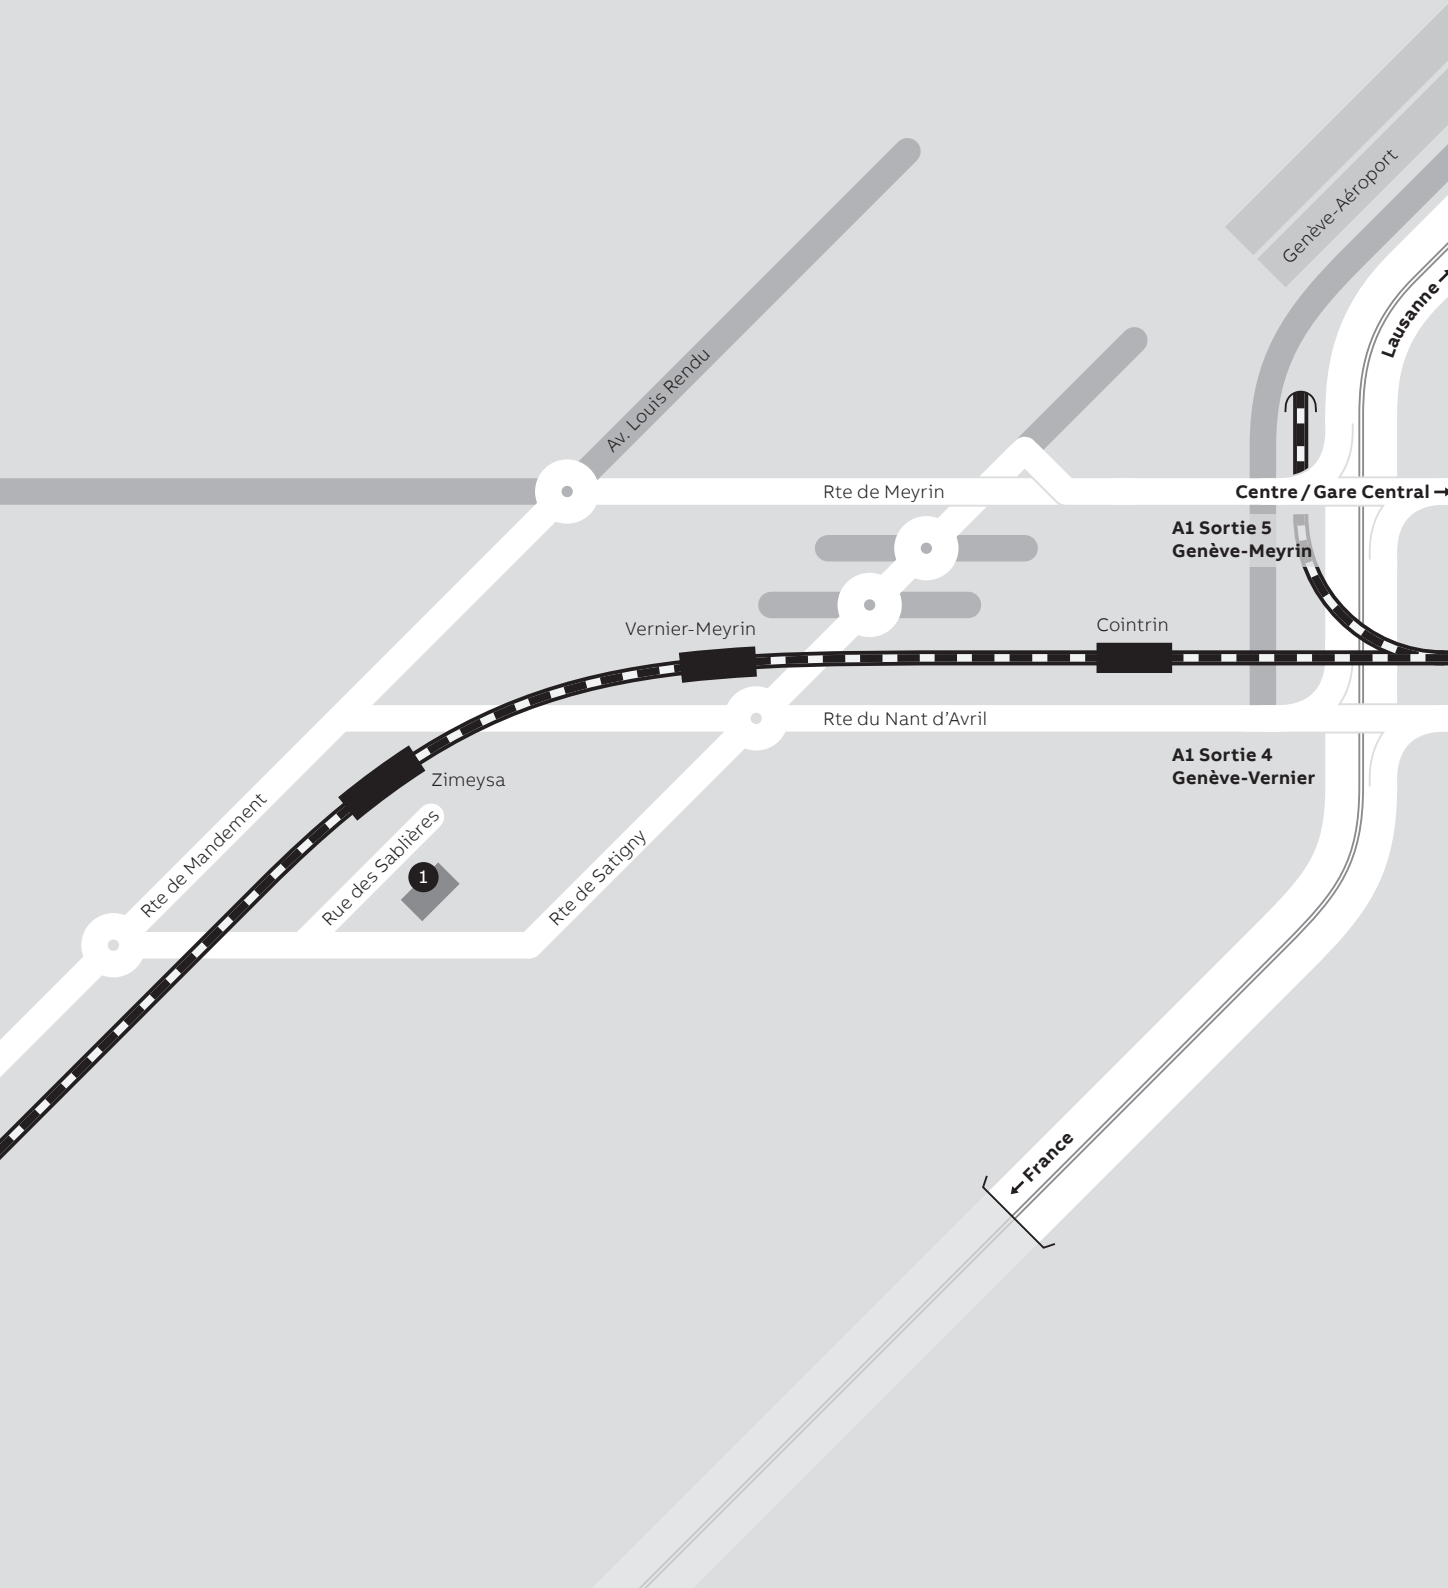 Genève-Aéroport
Lausanne →
Av. Louis Rendu
Rte de Meyrin
Centre / Gare Central →
A1 Sortie 5
Genève-Meyrin
Vernier-Meyrin
Cointrin
Rte du Nant d’Avril
A1 Sortie 4
Genève-Vernier
Zimeysa
Rte de Mandement
Rue des Sablières
1
Rte de Satigny
← France